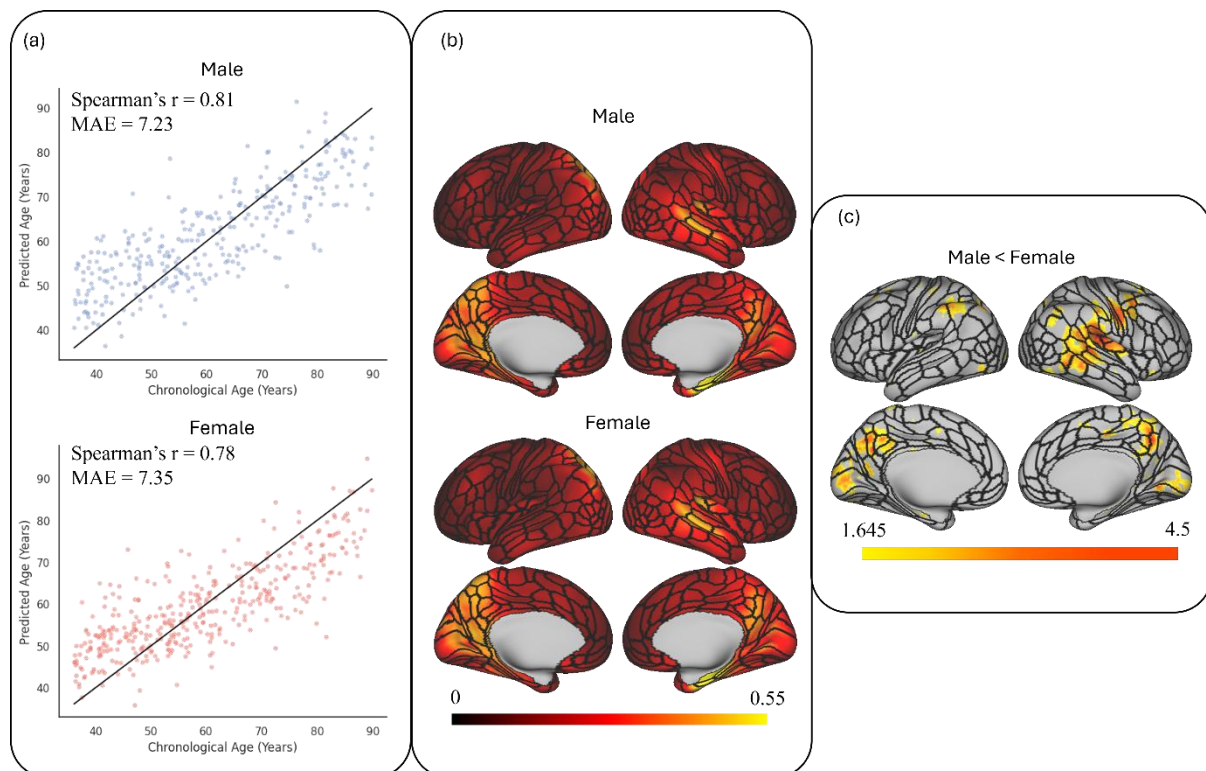 (a)
Male
Spearman's r = 0.81
MAE = 7.23
Predicted Age (Years)
90
80
70
60
50
40
40 50 60 70 80 90
Chronological Age (Years)
Female
Spearman's r = 0.78
MAE = 7.35
Predicted Age (Years)
90
80
70
60
50
40
40 50 60 70 80 90
Chronological Age (Years)
(b)
Male
Female
0 0.55
(c)
Male < Female
1.645 4.5